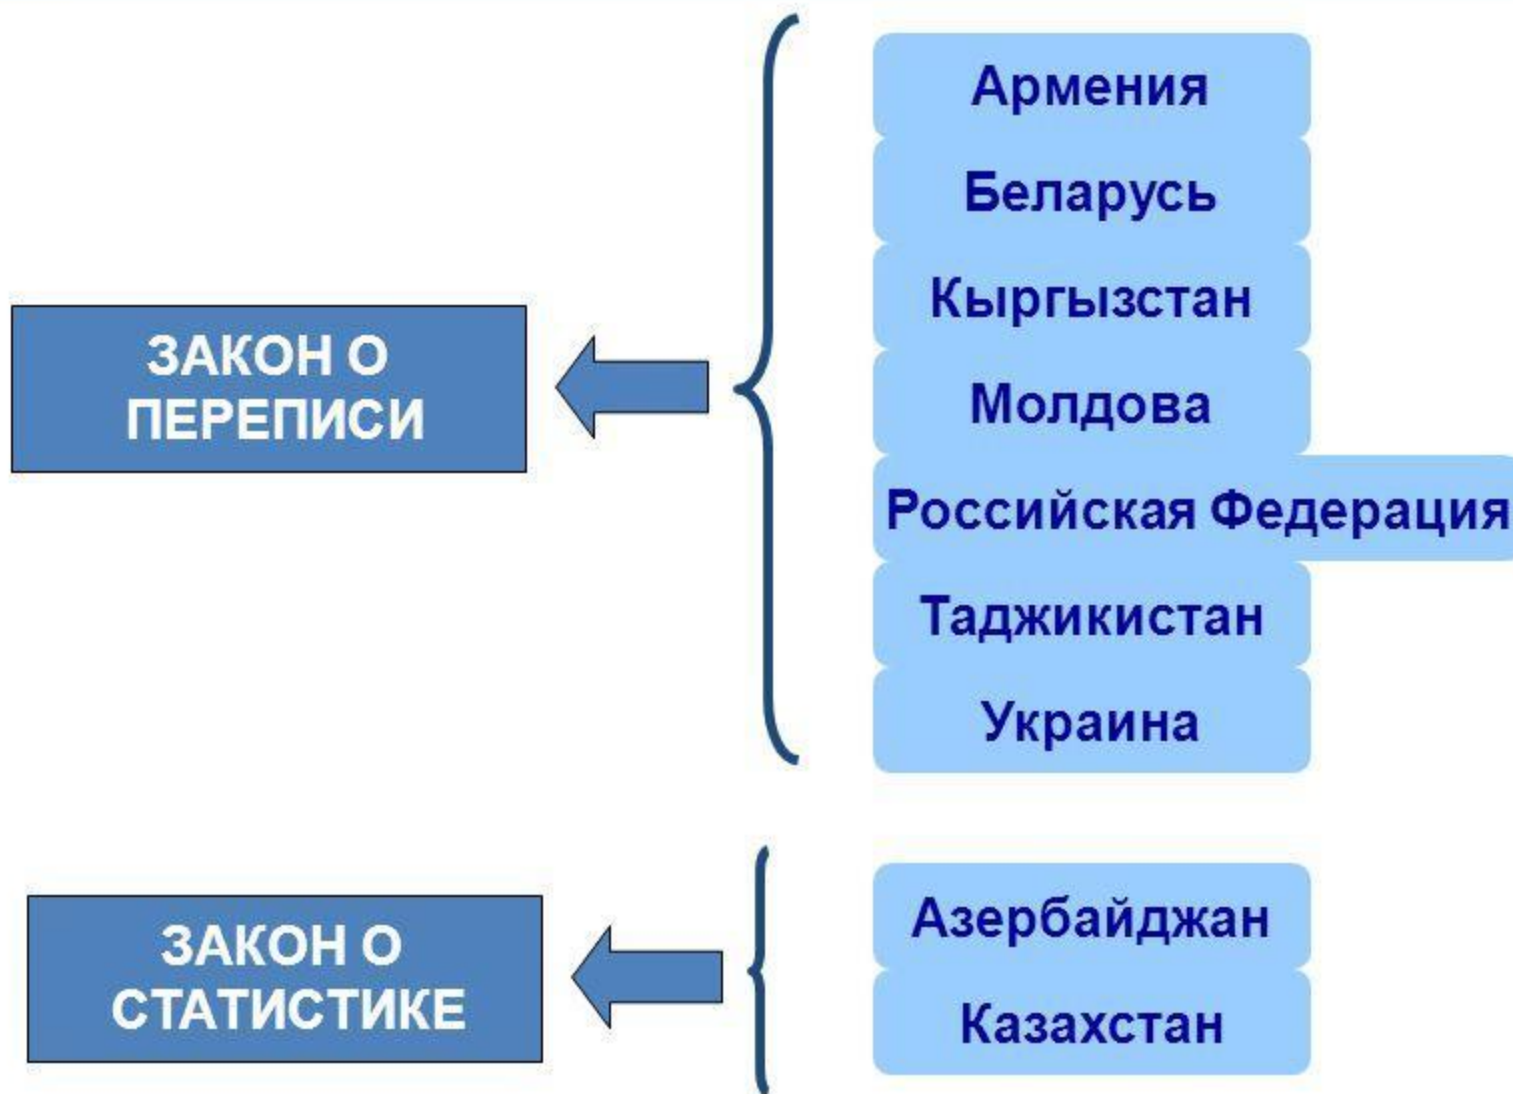 Армения
Беларусь
Кыргызстан
ЗАКОН О
ПЕРЕПИСИ
Молдова
Российская Федерация
Таджикистан
Украина
ЗАКОН О
СТАТИСТИКЕ
Азербайджан
Казахстан